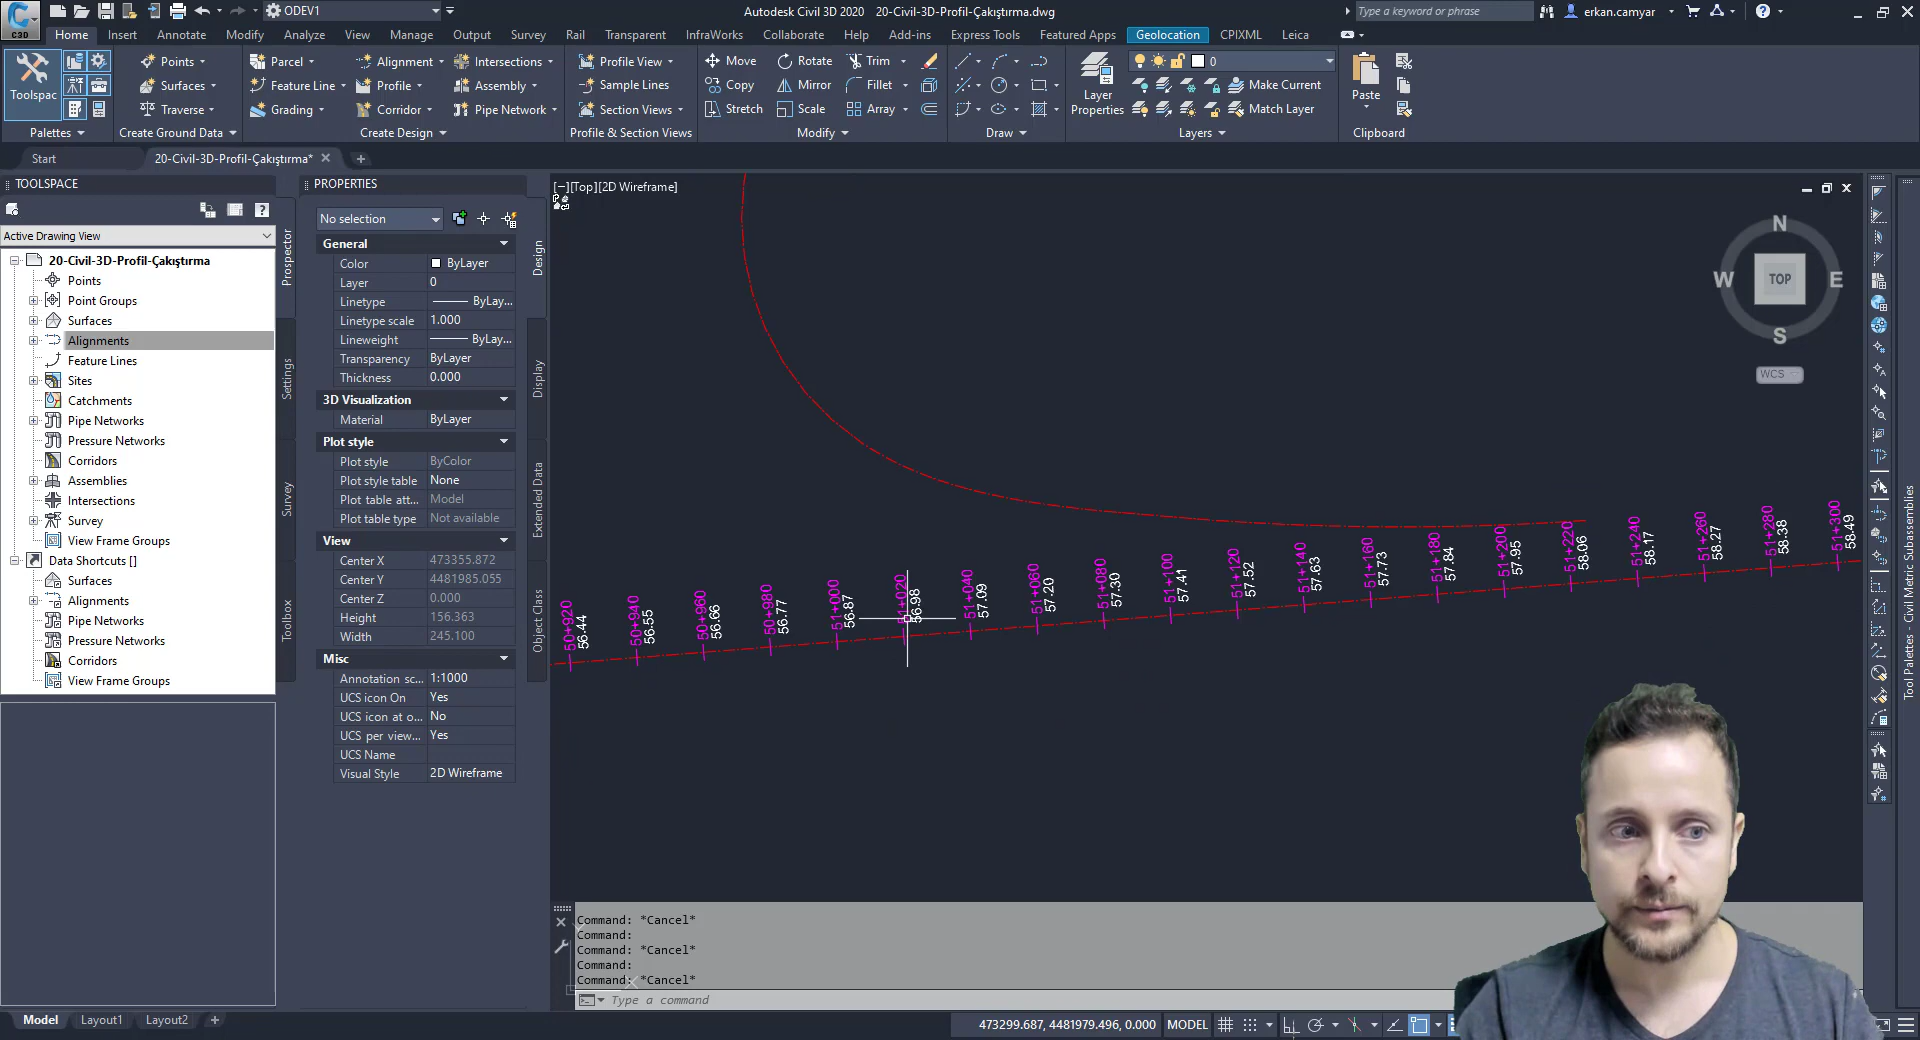 C3D
ODEV1
Autodesk Civil 3D 2020 20-Civil-3D-Profil-Çakıştırma.dwg
Type a keyword or phrase
erkan.camyar
Home Insert Annotate Modify Analyze View Manage Output Survey Rail Transparent InfraWorks Collaborate Help Add-ins Express Tools Featured Apps Geolocation CPIXML Leica
Toolspac
Points
Surfaces
Traverse
Parcel
Feature Line
Grading
Alignment
Profile
Corridor
Intersections
Assembly
Pipe Network
Profile View
Sample Lines
Section Views
Move
Copy
Stretch
Rotate
Mirror
Scale
Trim
Fillet
Array
Layer
Properties
0
Make Current
Match Layer
Paste
Palettes
Create Ground Data
Create Design
Profile & Section Views
Modify
Draw
Layers
Clipboard
Start
20-Civil-3D-Profil-Çakıştırma*
TOOLSPACE
Active Drawing View
20-Civil-3D-Profil-Çakıştırma
Points
Point Groups
Surfaces
Alignments
Feature Lines
Sites
Catchments
Pipe Networks
Pressure Networks
Corridors
Assemblies
Intersections
Survey
View Frame Groups
Data Shortcuts []
Surfaces
Alignments
Pipe Networks
Pressure Networks
Corridors
View Frame Groups
Prospector
Settings
Survey
Toolbox
PROPERTIES
No selection
General
Color ByLayer
Layer 0
Linetype ByLay...
Linetype scale 1.000
Lineweight ByLay...
Transparency ByLayer
Thickness 0.000
3D Visualization
Material ByLayer
Plot style
Plot style ByColor
Plot style table None
Plot table att... Model
Plot table type Not available
View
Center X 473355.872
Center Y 4481985.055
Center Z 0.000
Height 156.363
Width 245.100
Misc
Annotation sc... 1:1000
UCS icon On Yes
UCS icon at o... No
UCS per view... Yes
UCS Name
Visual Style 2D Wireframe
Design
Display
Extended Data
Object Class
[−][Top][2D Wireframe]
N
W TOP E
S
WCS
50+920
56.44
50+940
56.55
50+960
56.66
50+980
56.77
51+000
56.87
51+020
56.98
51+040
57.09
51+060
57.20
51+080
57.30
51+100
57.41
51+120
57.52
51+140
57.63
51+160
57.73
51+180
57.84
51+200
57.95
51+220
58.06
51+240
58.17
51+260
58.27
51+280
58.38
51+300
58.49
Tool Palettes - Civil Metric Subassemblies
Command: *Cancel*
Command:
Command: *Cancel*
Command:
Command: *Cancel*
Type a command
Model Layout1 Layout2
473299.687, 4481979.496, 0.000 MODEL